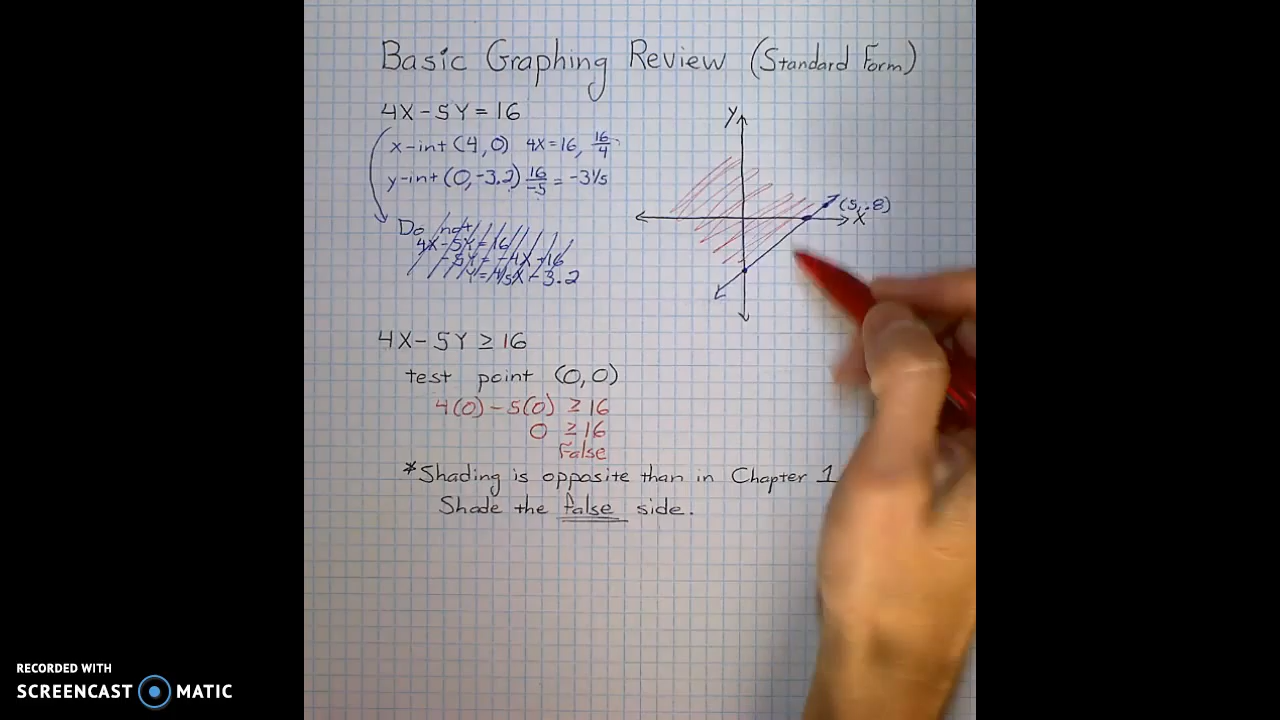 Basic Graphing Review (Standard Form)
4X - 5Y = 16
x-int (4, 0) 4X = 16, 16/4
y-int (0, -3.2) 16/-5 = -3 1/5
Do not
4X - 5Y = 16
-5Y = -4X + 16
Y = 4/5X - 3.2
Y
(5, .8)
X
4X - 5Y ≥ 16
test point (0, 0)
4(0) - 5(0) ≥ 16
0 ≥ 16
False
*Shading is opposite than in Chapter 1
Shade the false side.
RECORDED WITH
SCREENCAST MATIC